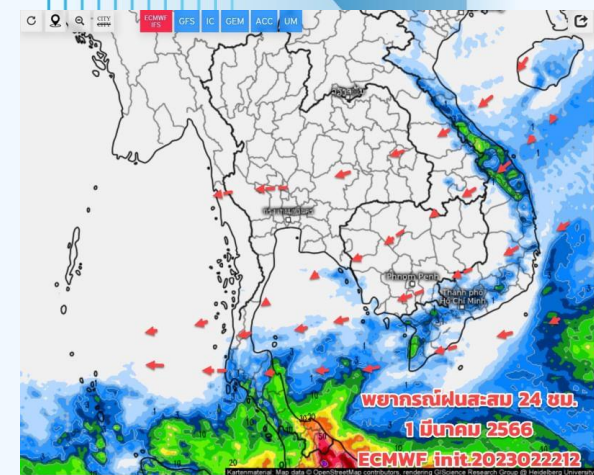 CITY
ECMWF IFS GFS IC GEM ACC UM
Phnom Penh
Thành phố
Hồ Chí Minh
พยากรณ์ฝนสะสม 24 ชม.
1 มีนาคม 2566
ECMWF init.2023022212
Kartenmaterial Map data © OpenStreetMap contributors, rendering GIScience Research Group @ Heidelberg University